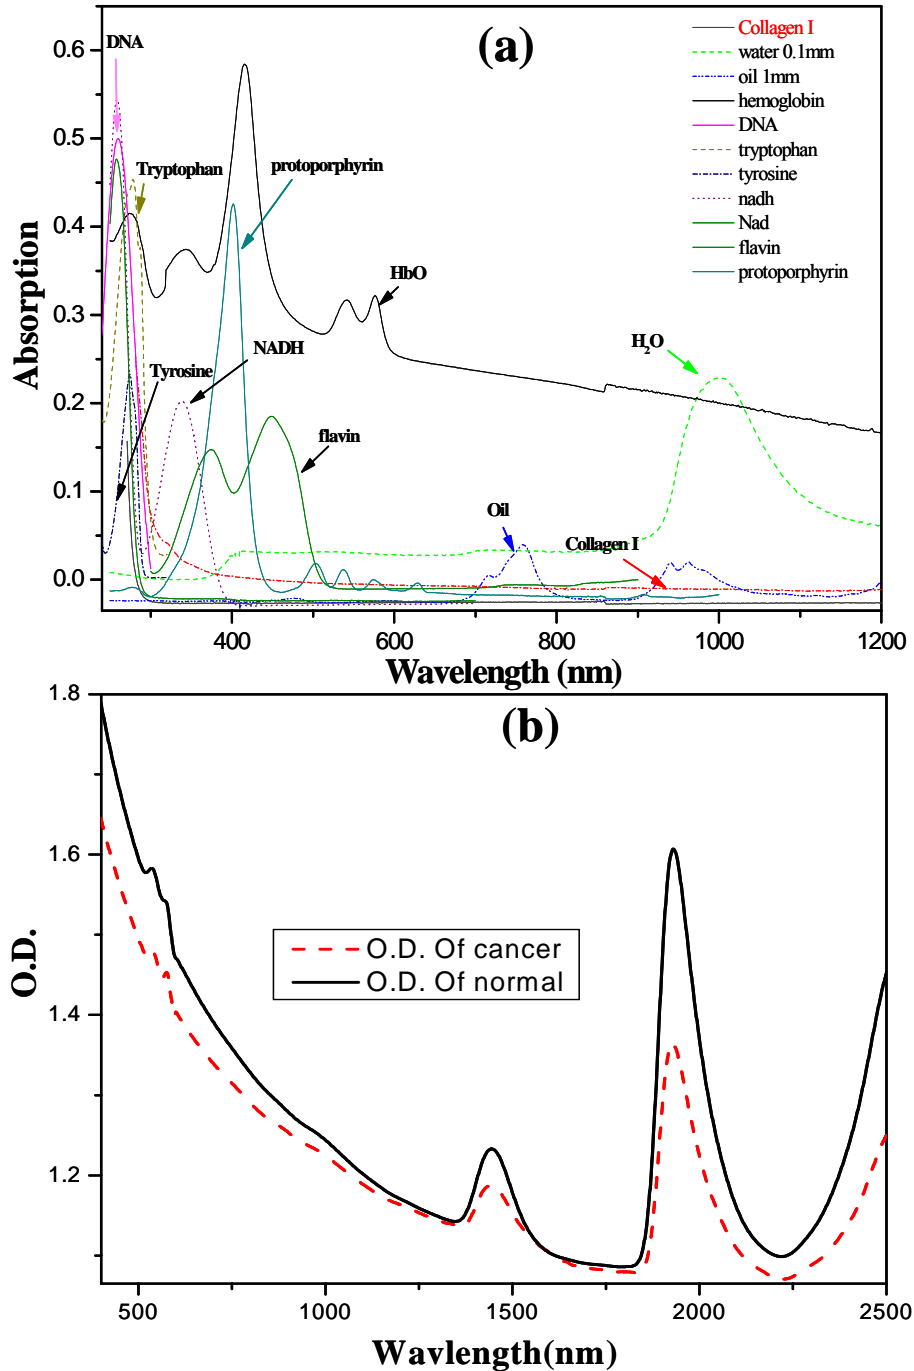 (a)
DNA
Tryptophan
protoporphyrin
HbO
Tyrosine
NADH
flavin
H2O
Oil
Collagen I
Collagen I
water 0.1mm
oil 1mm
hemoglobin
DNA
tryptophan
tyrosine
nadh
Nad
flavin
protoporphyrin
Absorption
0.6
0.5
0.4
0.3
0.2
0.1
0.0
400 600 800 1000 1200
Wavelength (nm)
(b)
O.D.
1.8
1.6
1.4
1.2
O.D. Of cancer
O.D. Of normal
500 1000 1500 2000 2500
Wavlength(nm)